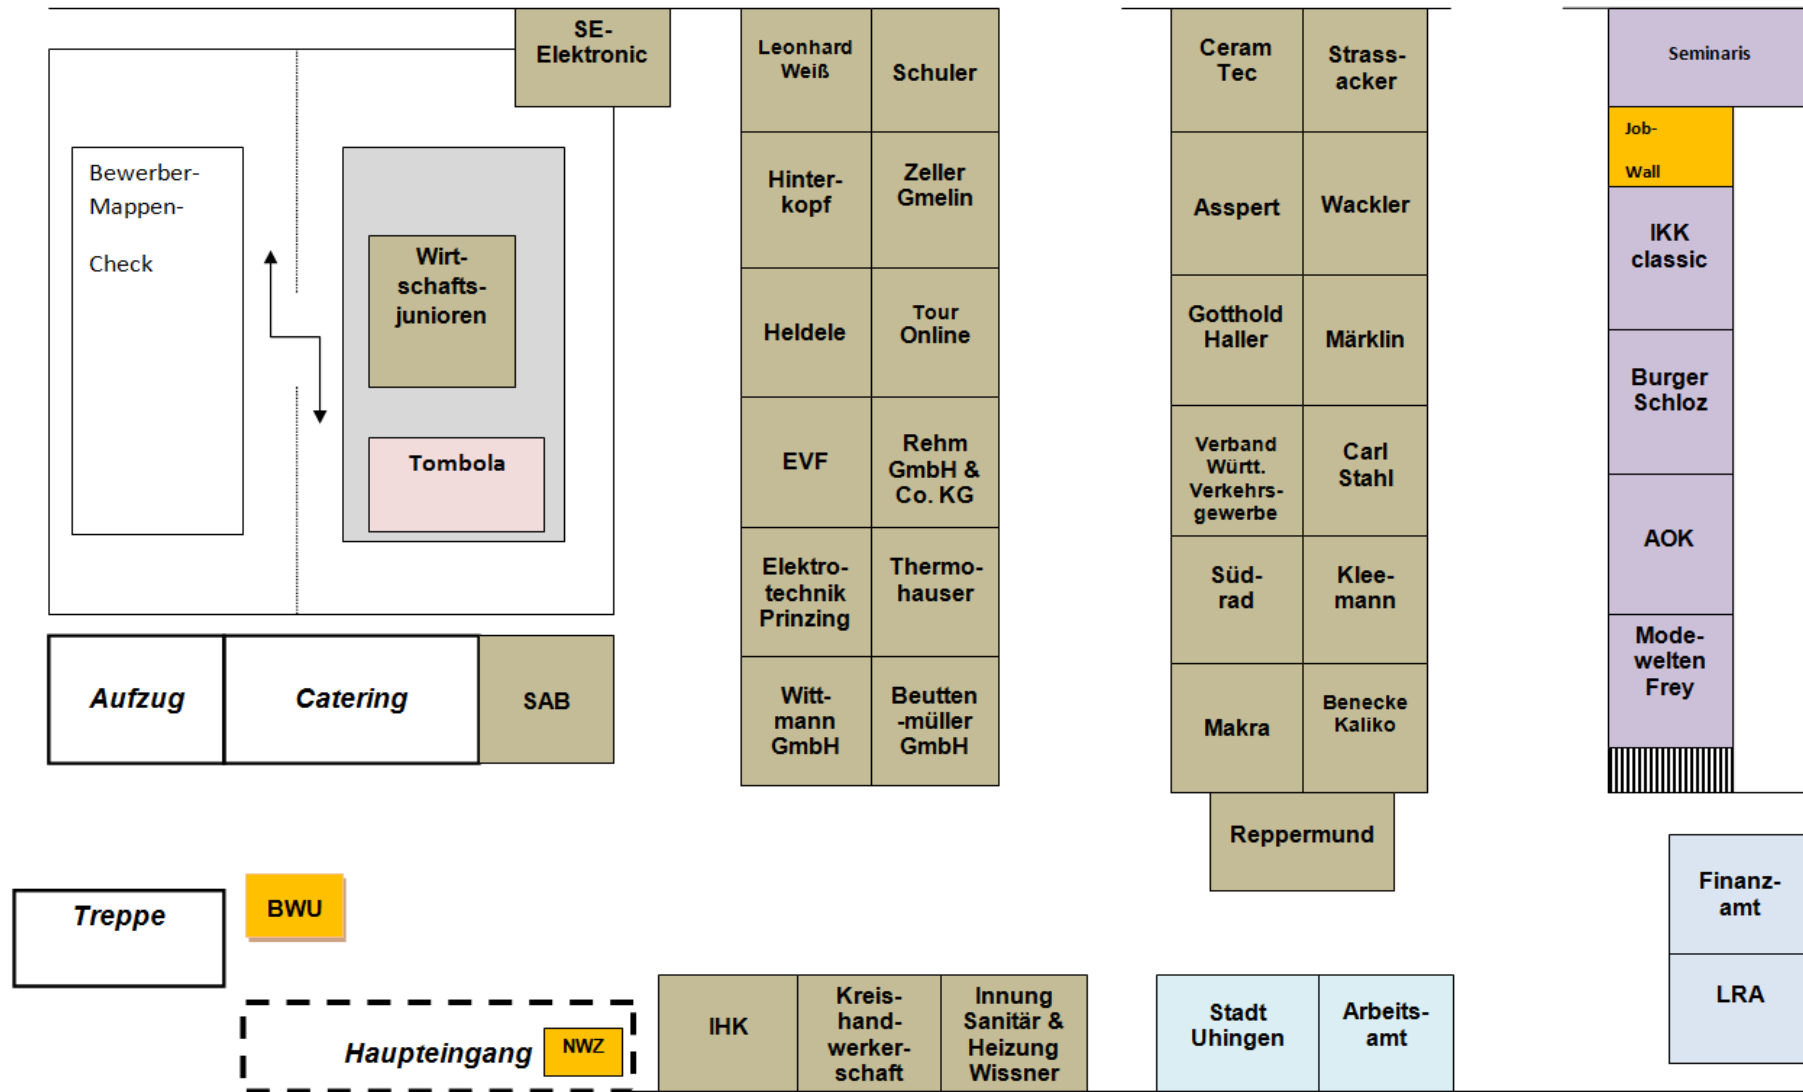 SE-
Elektronic
Bewerber-
Mappen-
Check
Wirt-
schafts-
junioren
Tombola
Aufzug
Catering
SAB
Treppe
BWU
Haupteingang
NWZ
Leonhard
Weiß
Schuler
Hinter-
kopf
Zeller
Gmelin
Heldele
Tour
Online
EVF
Rehm
GmbH &
Co. KG
Elektro-
technik
Prinzing
Thermo-
hauser
Witt-
mann
GmbH
Beutten
-müller
GmbH
Ceram
Tec
Strass-
acker
Asspert
Wackler
Gotthold
Haller
Märklin
Verband
Württ.
Verkehrs-
gewerbe
Carl
Stahl
Süd-
rad
Klee-
mann
Makra
Benecke
Kaliko
Reppermund
Seminaris
Job-
Wall
IKK
classic
Burger
Schloz
AOK
Mode-
welten
Frey
Finanz-
amt
LRA
IHK
Kreis-
hand-
werker-
schaft
Innung
Sanitär &
Heizung
Wissner
Stadt
Uhingen
Arbeits-
amt